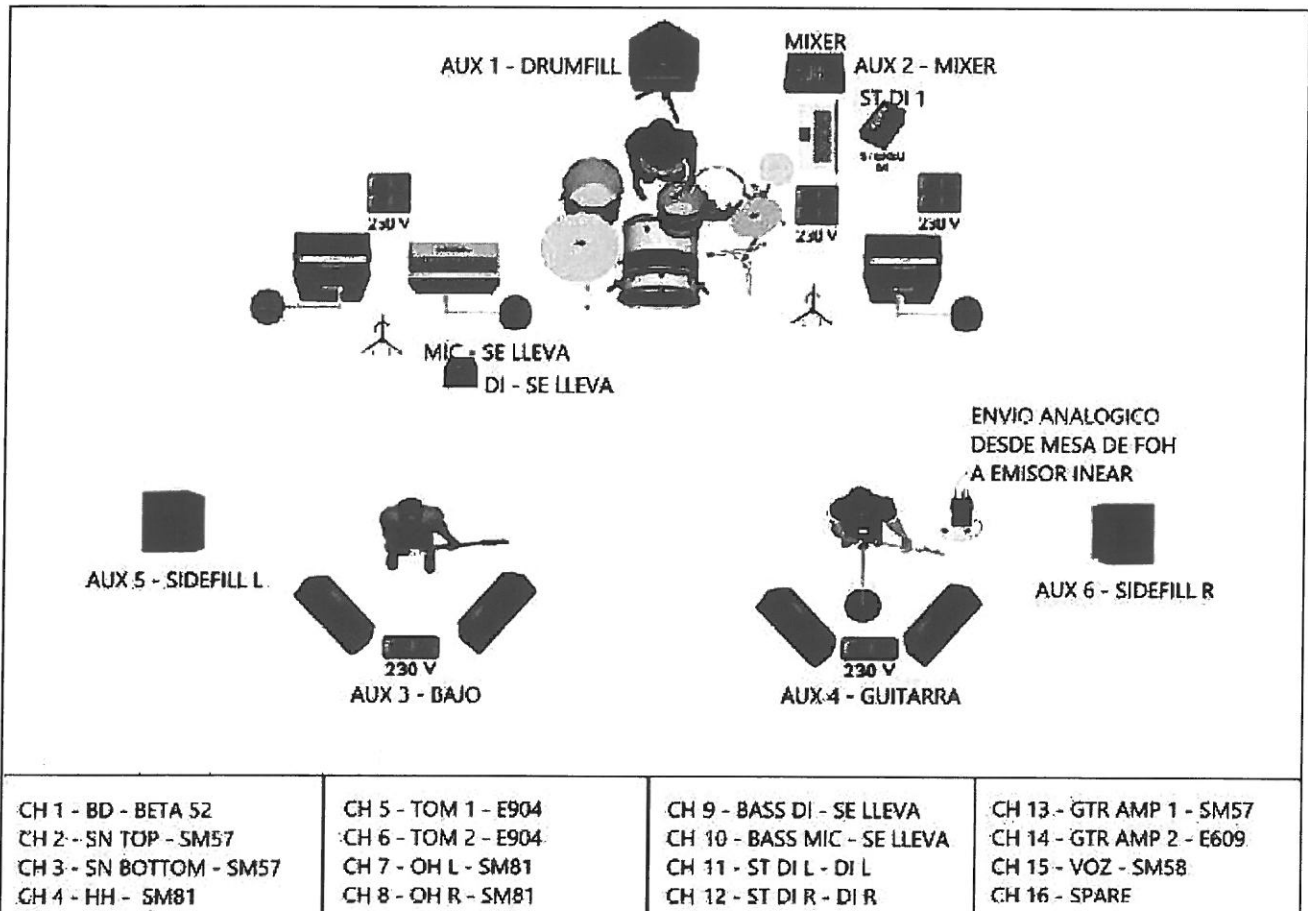 MIXER
AUX 1 - DRUMFILL
AUX 2 - MIXER
ST DI 1
STEREO
DI
230 V
230 V
230 V
MIC - SE LLEVA
DI - SE LLEVA
ENVIO ANALOGICO
DESDE MESA DE FOH
A EMISOR INEAR
AUX 5 - SIDEFILL L
AUX 6 - SIDEFILL R
230 V
230 V
AUX 3 - BAJO
AUX 4 - GUITARRA
CH 1 - BD - BETA 52
CH 2 - SN TOP - SM57
CH 3 - SN BOTTOM - SM57
CH 4 - HH - SM81
CH 5 - TOM 1 - E904
CH 6 - TOM 2 - E904
CH 7 - OH L - SM81
CH 8 - OH R - SM81
CH 9 - BASS DI - SE LLEVA
CH 10 - BASS MIC - SE LLEVA
CH 11 - ST DI L - DI L
CH 12 - ST DI R - DI R
CH 13 - GTR AMP 1 - SM57
CH 14 - GTR AMP 2 - E609
CH 15 - VOZ - SM58
CH 16 - SPARE